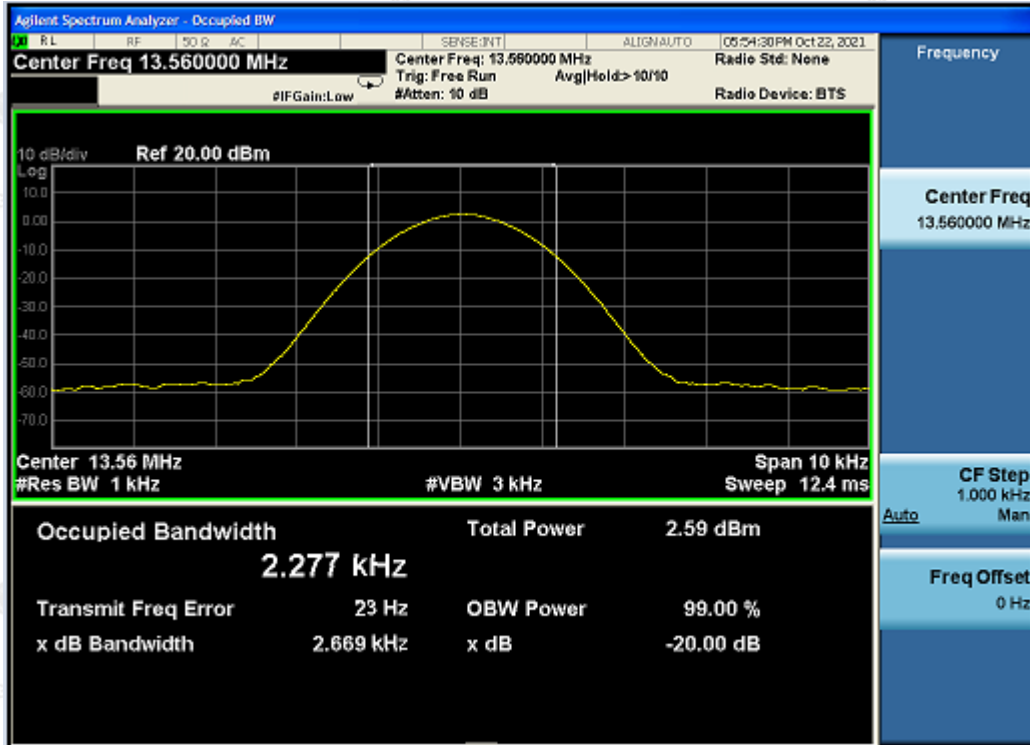 Agilent Spectrum Analyzer - Occupied BW
RL RF 50 Ω AC SENSE:INT ALIGNAUTO 05:54:30PM Oct 22, 2021
Center Freq 13.560000 MHz
Center Freq: 13.560000 MHz
Radio Std: None
Trig: Free Run Avg|Hold:> 10/10
#IFGain:Low
#Atten: 10 dB
Radio Device: BTS
10 dB/div Ref 20.00 dBm
Log
10.0
0.00
-10.0
-20.0
-30.0
-40.0
-50.0
-60.0
-70.0
Center 13.56 MHz Span 10 kHz
#Res BW 1 kHz #VBW 3 kHz Sweep 12.4 ms
Occupied Bandwidth Total Power 2.59 dBm
2.277 kHz
Transmit Freq Error 23 Hz OBW Power 99.00 %
x dB Bandwidth 2.669 kHz x dB -20.00 dB
Frequency
Center Freq
13.560000 MHz
CF Step
1.000 kHz
Auto Man
Freq Offset
0 Hz